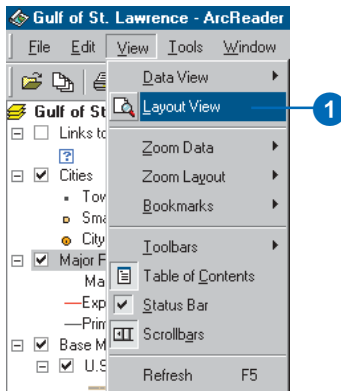 Gulf of St. Lawrence - ArcReader
File Edit View Tools Window
Data View
Gulf of St
Layout View
1
Links to
?
Zoom Data
Cities
Zoom Layout
Tow
Bookmarks
Sma
City
Toolbars
Major F
Table of Contents
Ma
Exp
Status Bar
Prim
Scrollbars
Base M
U.S
Refresh F5